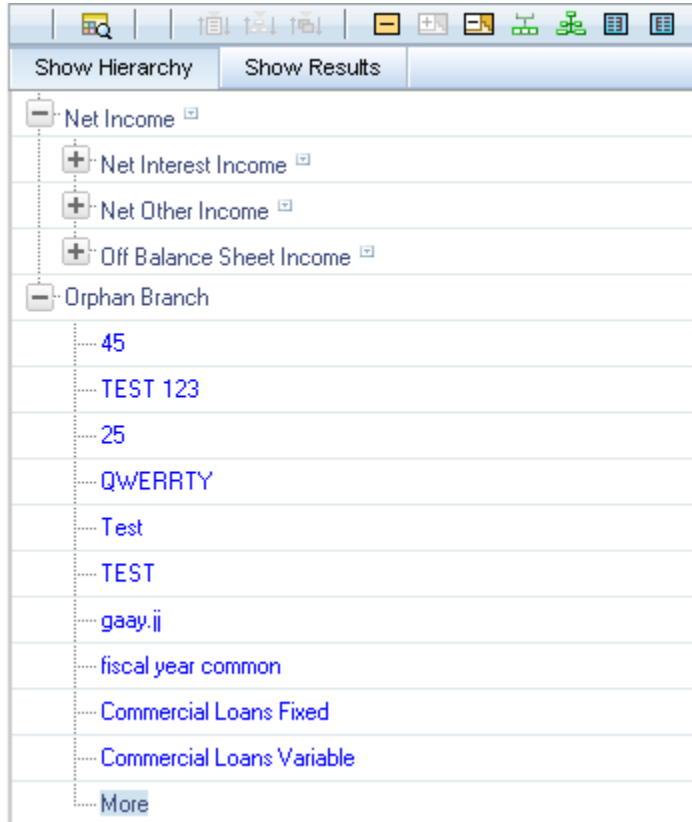 Show Hierarchy Show Results
Net Income
Net Interest Income
Net Other Income
Off Balance Sheet Income
Orphan Branch
45
TEST 123
25
QWERRTY
Test
TEST
gaay.jj
fiscal year common
Commercial Loans Fixed
Commercial Loans Variable
More